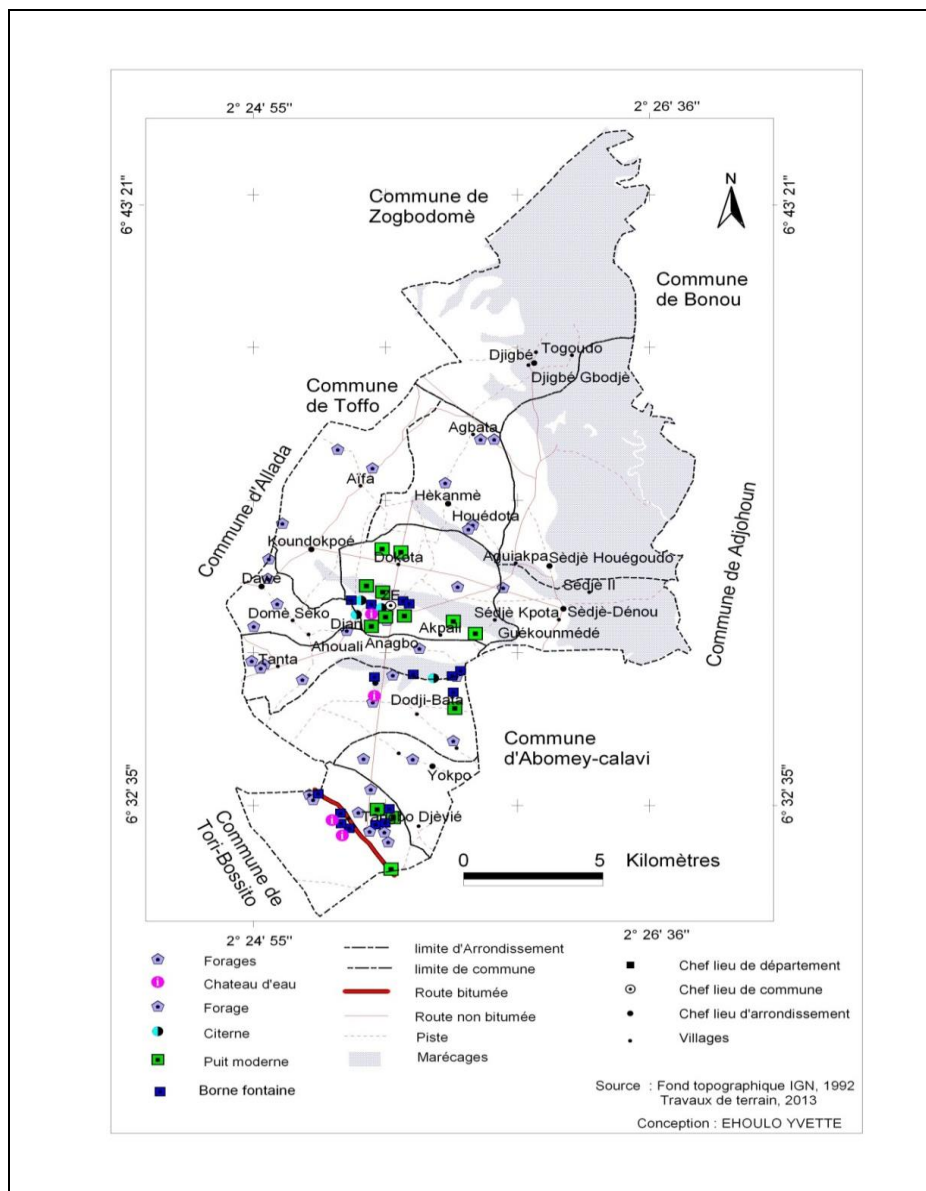 2° 24' 55"
2° 26' 36"
6° 43' 21"
6° 43' 21"
N
Commune de
Zogbodomè
Commune
de Bonou
Djigbé
Togoudo
Djigbé Gbodjè
Commune
de Toffo
Agbata
Commune d'Allada
Aïfa
Hèkanmè
Houédota
Koundokpoé
Dokota
Aguiakpa
Sèdjè Houégoudo
Commune de Adjohoun
Dawé
Sédjè II
ZE
Domè Sèko
Djan
Akpali
Sédjè Kpota
Sèdjè-Dénou
Ahouali
Anagbo
Guékounmédé
Tanta
Dodji-Bata
Commune
d'Abomey-calavi
Yokpo
6° 32' 35"
6° 32' 35"
Djèvié
Commune de
Tori-Bossito
0
5
Kilomètres
2° 24' 55"
2° 26' 36"
Forages
Chateau d'eau
Forage
Citerne
Puit moderne
Borne fontaine
limite d'Arrondissement
limite de commune
Route bitumée
Route non bitumée
Piste
Marécages
Chef lieu de département
Chef lieu de commune
Chef lieu d'arrondissement
Villages
Source : Fond topographique IGN, 1992
Travaux de terrain, 2013
Conception : EHOULO YVETTE